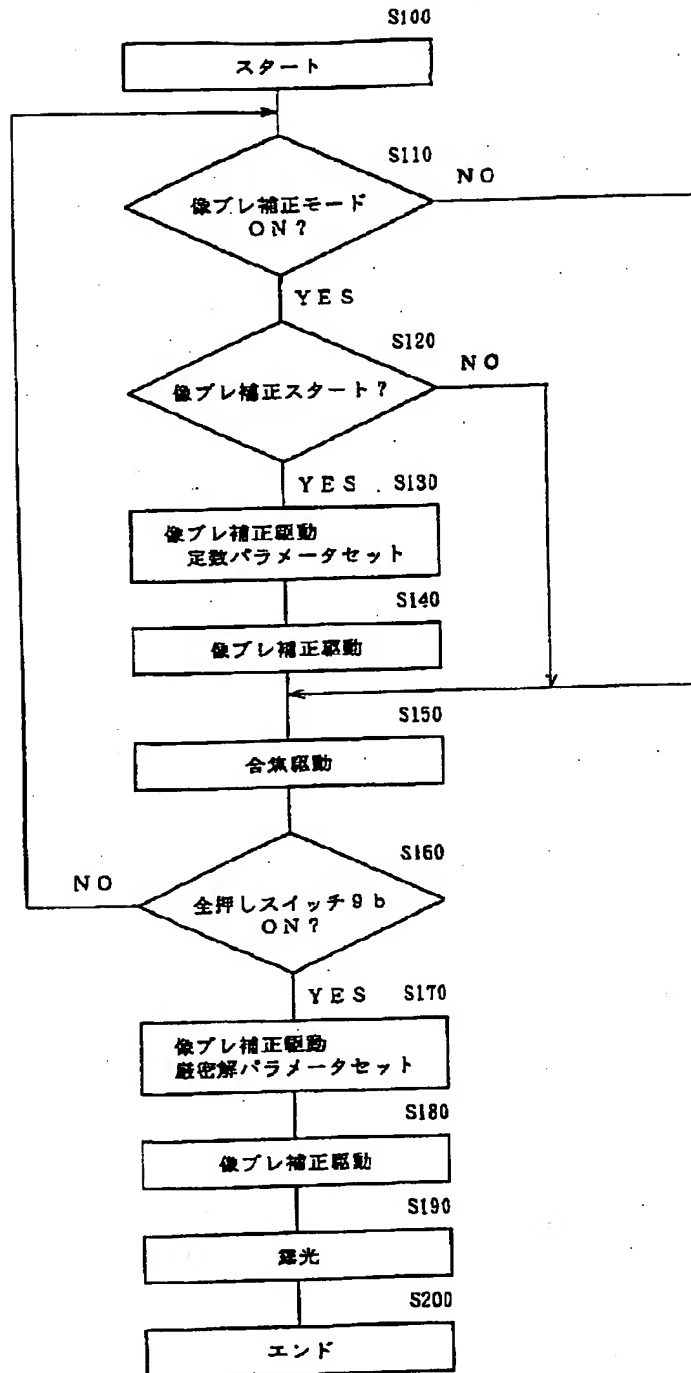 S100
スタート
S110
像ブレ補正モード
ON?
NO
YES
S120
像ブレ補正スタート?
NO
YES
S130
像ブレ補正駆動
定数パラメータセット
S140
像ブレ補正駆動
S150
合焦駆動
S160
全押しスイッチ9b
ON?
NO
YES
S170
像ブレ補正駆動
厳密解パラメータセット
S180
像ブレ補正駆動
S190
露光
S200
エンド